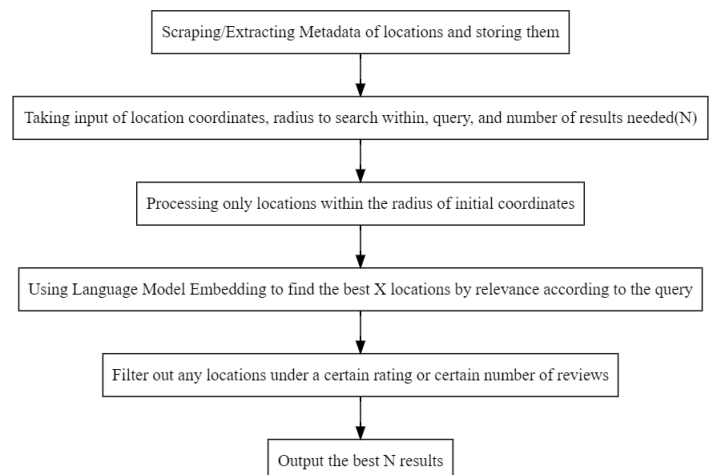 Scraping/Extracting Metadata of locations and storing them
Taking input of location coordinates, radius to search within, query, and number of results needed(N)
Processing only locations within the radius of initial coordinates
Using Language Model Embedding to find the best X locations by relevance according to the query
Filter out any locations under a certain rating or certain number of reviews
Output the best N results